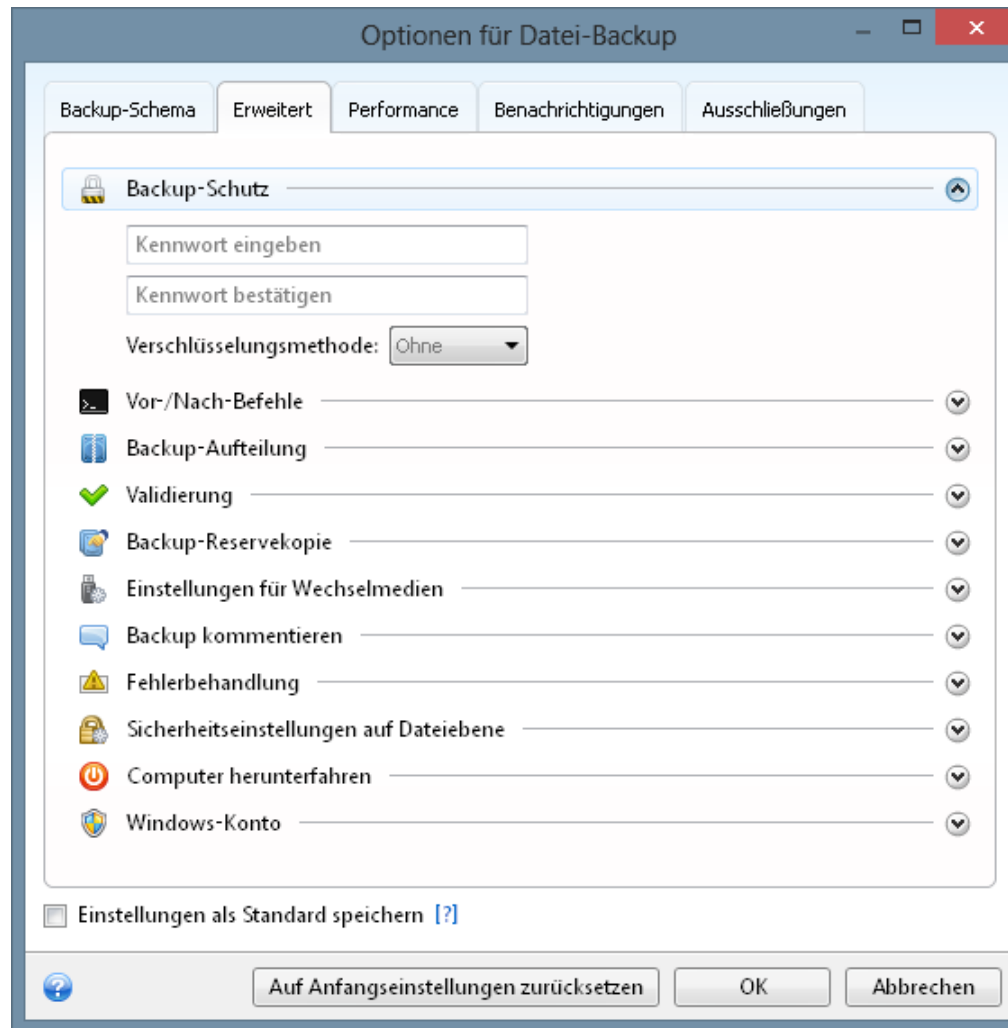 Optionen für Datei-Backup
Backup-Schema Erweitert Performance Benachrichtigungen Ausschließungen
Backup-Schutz
Kennwort eingeben
Kennwort bestätigen
Verschlüsselungsmethode: Ohne
Vor-/Nach-Befehle
Backup-Aufteilung
Validierung
Backup-Reservekopie
Einstellungen für Wechselmedien
Backup kommentieren
Fehlerbehandlung
Sicherheitseinstellungen auf Dateiebene
Computer herunterfahren
Windows-Konto
Einstellungen als Standard speichern [?]
Auf Anfangseinstellungen zurücksetzen OK Abbrechen